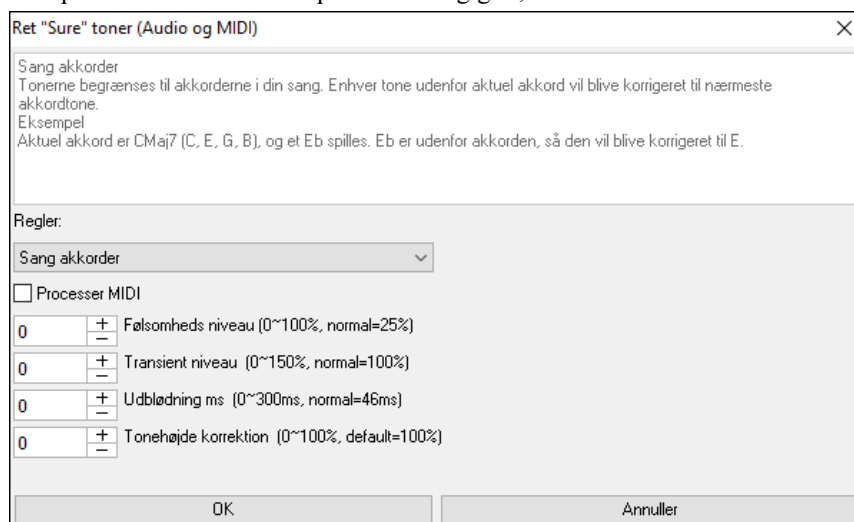 Ret "Sure" toner (Audio og MIDI)
Sang akkorder
Tonerne begrænses til akkorderne i din sang. Enhver tone udenfor aktuel akkord vil blive korrigeret til nærmeste
akkordtone.
Eksempel
Aktuel akkord er CMaj7 (C, E, G, B), og et Eb spilles. Eb er udenfor akkorden, så den vil blive korrigeret til E.
Regler:
Sang akkorder
Processer MIDI
0 Følsomheds niveau (0~100%, normal=25%)
0 Transient niveau (0~150%, normal=100%)
0 Udblødning ms (0~300ms, normal=46ms)
0 Tonehøjde korrektion (0~100%, default=100%)
OK Annuller